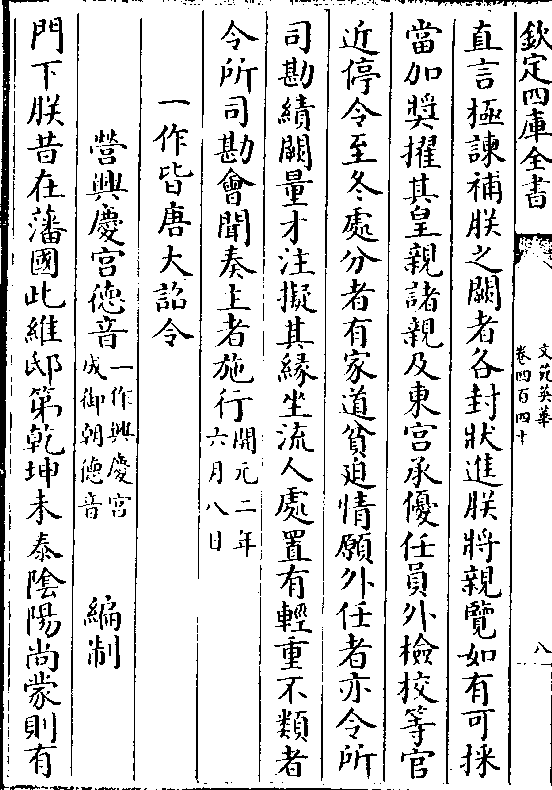 欽定四庫全書
文苑英華
卷四百四十
八
直言極諫補朕之闕者各封狀進朕將親覽如有可採
當加奬擢其皇親諸親及東宫承優任員外檢校等官
近停令至冬處分者有家道貧迫情願外任者亦令所
司勘績闕量才注擬其緣坐流人處置有輕重不類者
令所司勘會聞奏上者施行開元二年六月八日
一作皆唐大詔令
營興慶宫德音一作興慶宫成御朝德音 編制
門下朕昔在藩國此維邸第乾坤未泰陰陽尚蒙則有